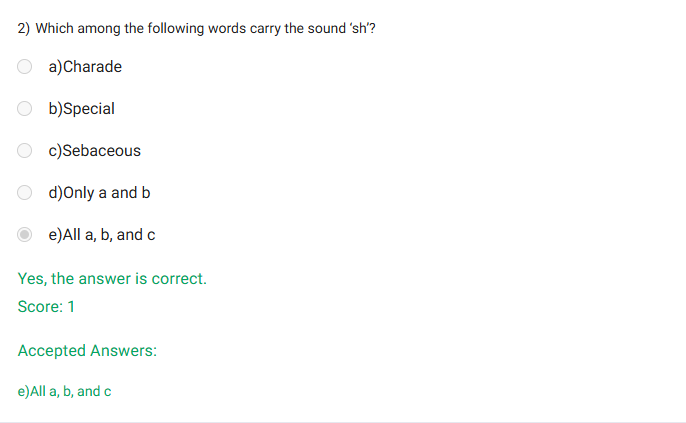 2) Which among the following words carry the sound 'sh'?
a)Charade
b)Special
c)Sebaceous
d)Only a and b
e)All a, b, and c
Yes, the answer is correct.
Score: 1
Accepted Answers:
e)All a, b, and c